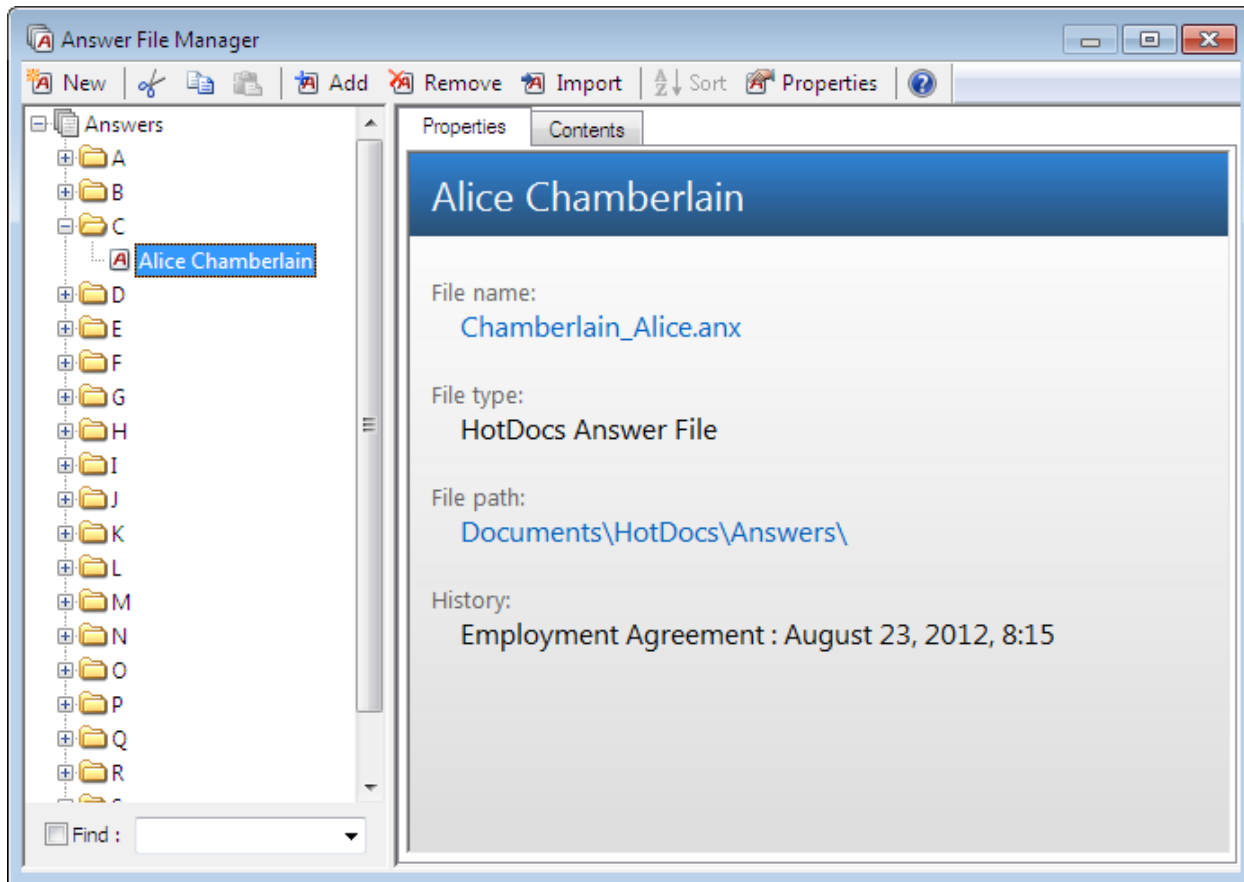 Answer File Manager
New Add Remove Import Sort Properties
Answers
A
B
C
Alice Chamberlain
D
E
F
G
H
I
J
K
L
M
N
O
P
Q
R
Find :
Properties Contents
Alice Chamberlain
File name:
Chamberlain_Alice.anx
File type:
HotDocs Answer File
File path:
Documents\HotDocs\Answers\
History:
Employment Agreement : August 23, 2012, 8:15